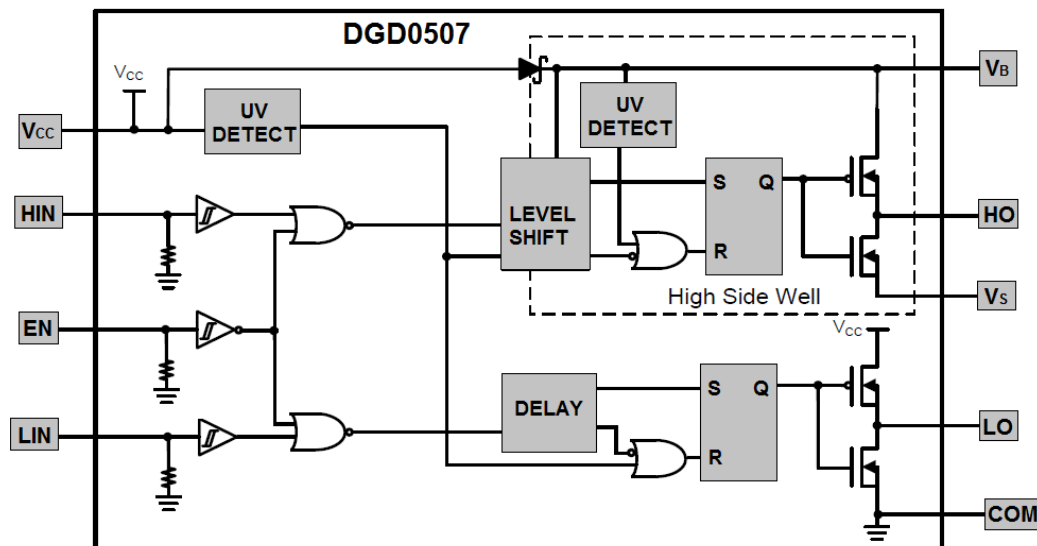 DGD0507
VCC
VCC
UV
DETECT
UV
DETECT
VB
HIN
LEVEL
SHIFT
S
Q
R
HO
High Side Well
VS
EN
VCC
LIN
DELAY
S
Q
R
LO
COM